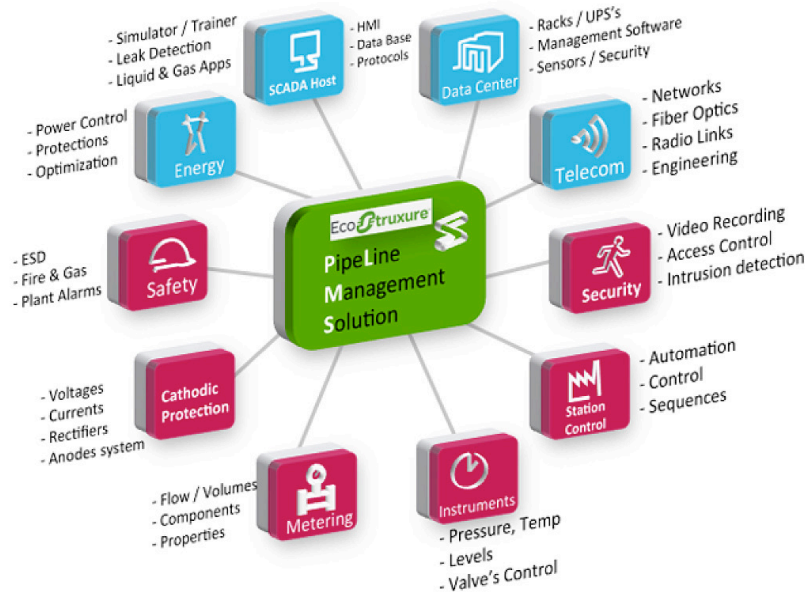 - Simulator / Trainer
- Leak Detection
- Liquid & Gas Apps
SCADA Host
- HMI
- Data Base
- Protocols
Data Center
- Racks / UPS's
- Management Software
- Sensors / Security
- Power Control
- Protections
- Optimization
Energy
Telecom
- Networks
- Fiber Optics
- Radio Links
- Engineering
EcoStruxure
PipeLine
Management
Solution
- ESD
- Fire & Gas
- Plant Alarms
Safety
Security
- Video Recording
- Access Control
- Intrusion detection
- Voltages
- Currents
- Rectifiers
- Anodes system
Cathodic
Protection
Station
Control
- Automation
- Control
- Sequences
- Flow / Volumes
- Components
- Properties
Metering
Instruments
- Pressure, Temp
- Levels
- Valve's Control